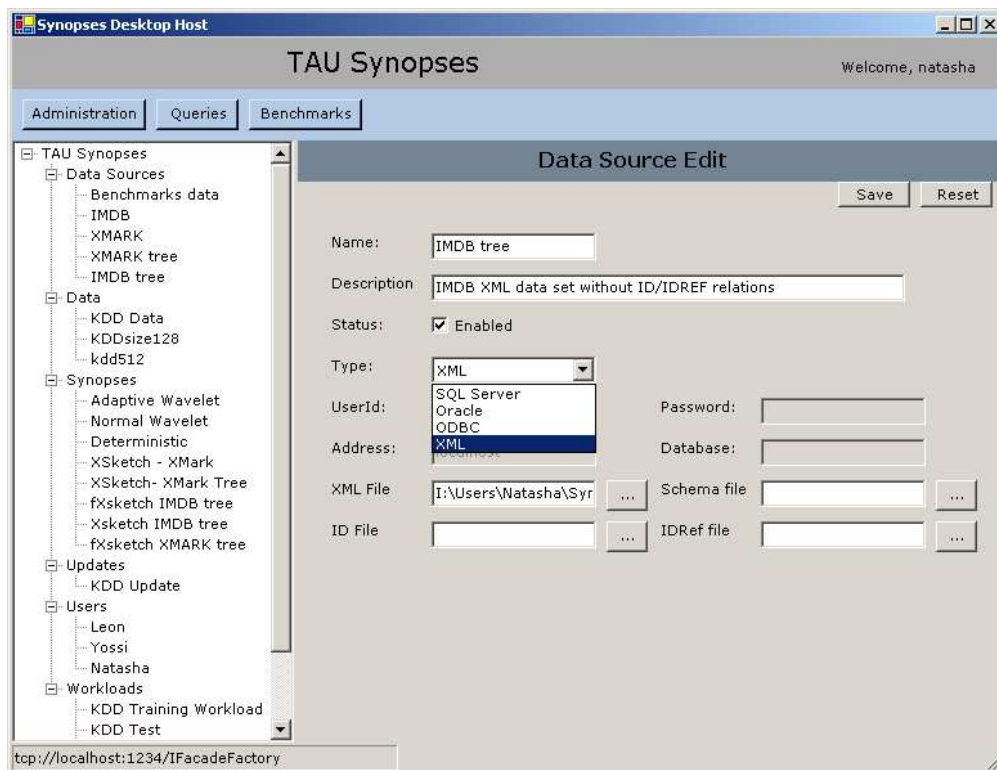 Synopses Desktop Host
TAU Synopses
Welcome, natasha
Administration
Queries
Benchmarks
TAU Synopses
Data Sources
Benchmarks data
IMDB
XMARK
XMARK tree
IMDB tree
Data
KDD Data
KDDsize128
kdd512
Synopses
Adaptive Wavelet
Normal Wavelet
Deterministic
XSketch - XMark
XSketch- XMark Tree
fXsketch IMDB tree
Xsketch IMDB tree
fXsketch XMARK tree
Updates
KDD Update
Users
Leon
Yossi
Natasha
Workloads
KDD Training Workload
KDD Test
Data Source Edit
Save
Reset
Name:
IMDB tree
Description
IMDB XML data set without ID/IDREF relations
Status:
Enabled
Type:
XML
SQL Server
Oracle
ODBC
XML
UserId:
Password:
Address:
localhost
Database:
XML File
I:\Users\Natasha\Syr
...
Schema file
...
ID File
...
IDRef file
...
tcp://localhost:1234/IFacadeFactory